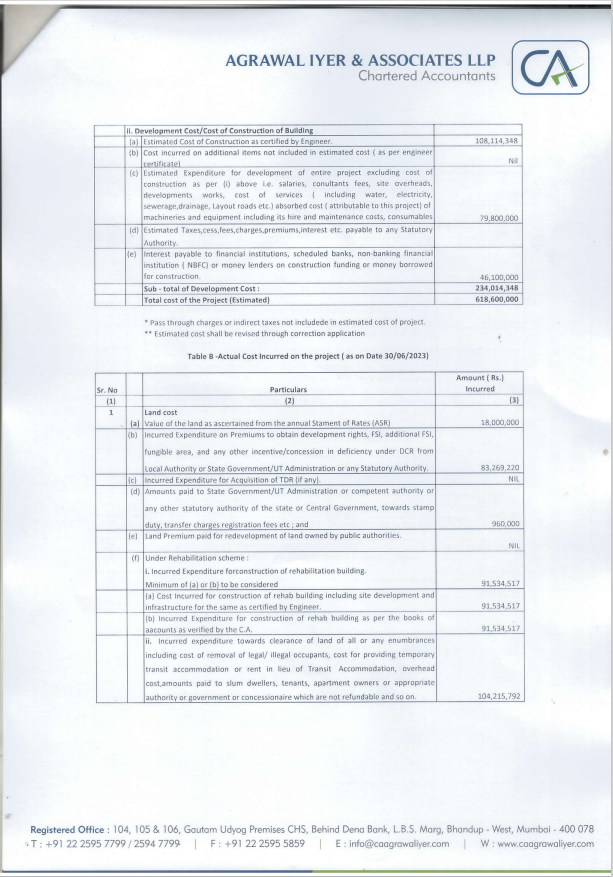 AGRAWAL IYER & ASSOCIATES LLP
Chartered Accountants
CA
ii. Development Cost/Cost of Construction of Building
(a) Estimated Cost of Construction as certified by Engineer. 108,114,348
(b) Cost incurred on additional items not included in estimated cost ( as per engineer
certificate) Nil
(c) Estimated Expenditure for development of entire project excluding cost of
construction as per (i) above i.e. salaries, conultants fees, site overheads,
developments works, cost of services ( including water, electricity,
sewerage,drainage, Layout roads etc.) absorbed cost ( attributable to this project) of
machineries and equipment including its hire and maintenance costs, consumables 79,800,000
(d) Estimated Taxes,cess,fees,charges,premiums,interest etc. payable to any Statutory
Authority.
(e) Interest payable to financial institutions, scheduled banks, non-banking financial
institution ( NBFC) or money lenders on construction funding or money borrowed
for construction. 46,100,000
Sub - total of Development Cost : 234,014,348
Total cost of the Project (Estimated) 618,600,000
* Pass through charges or indirect taxes not includede in estimated cost of project.
** Estimated cost shall be revised through correction application
Table B -Actual Cost Incurred on the project ( as on Date 30/06/2023)
Sr. No Particulars Amount ( Rs.)
Incurred
(1) (2) (3)
1 Land cost
(a) Value of the land as ascertained from the annual Stament of Rates (ASR) 18,000,000
(b) Incurred Expenditure on Premiums to obtain development rights, FSI, additional FSI,
fungible area, and any other incentive/concession in deficiency under DCR from
Local Authority or State Government/UT Administration or any Statutory Authority. 83,269,220
(c) Incurred Expenditure for Acquisition of TDR (if any). NIL
(d) Amounts paid to State Government/UT Administration or competent authority or
any other statutory authority of the state or Central Government, towards stamp
duty, transfer charges registration fees etc ; and 960,000
(e) Land Premium paid for redevelopment of land owned by public authorities.
NIL
(f) Under Rehabilitation scheme :
i. Incurred Expenditure forconstruction of rehabilitation building.
Minimum of (a) or (b) to be considered 91,534,517
(a) Cost Incurred for construction of rehab building including site development and
infrastructure for the same as certified by Engineer. 91,534,517
(b) Incurred Expenditure for construction of rehab building as per the books of
aacounts as verified by the C.A. 91,534,517
ii. Incurred expenditure towards clearance of land of all or any enumbrances
including cost of removal of legal/ illegal occupants, cost for providing temporary
transit accommodation or rent in lieu of Transit Accommodation, overhead
cost,amounts paid to slum dwellers, tenants, apartment owners or appropriate
authority or government or concessionaire which are not refundable and so on. 104,215,792
Registered Office : 104, 105 & 106, Gautam Udyog Premises CHS, Behind Dena Bank, L.B.S. Marg, Bhandup - West, Mumbai - 400 078
T : +91 22 2595 7799 / 2594 7799 | F : +91 22 2595 5859 | E : info@caagrawaliyer.com | W : www.caagrawaliyer.com